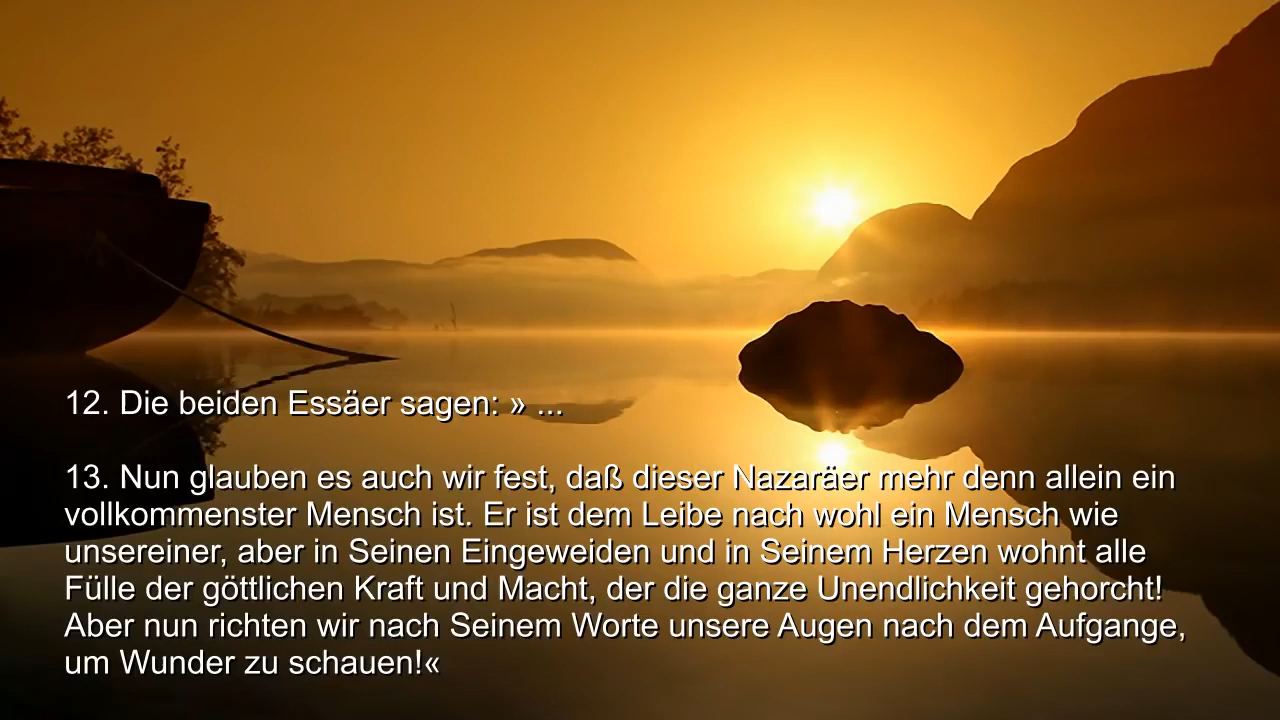 12. Die beiden Essäer sagen: » ...
13. Nun glauben es auch wir fest, daß dieser Nazaräer mehr denn allein ein
vollkommenster Mensch ist. Er ist dem Leibe nach wohl ein Mensch wie
unsereiner, aber in Seinen Eingeweiden und in Seinem Herzen wohnt alle
Fülle der göttlichen Kraft und Macht, der die ganze Unendlichkeit gehorcht!
Aber nun richten wir nach Seinem Worte unsere Augen nach dem Aufgange,
um Wunder zu schauen!«